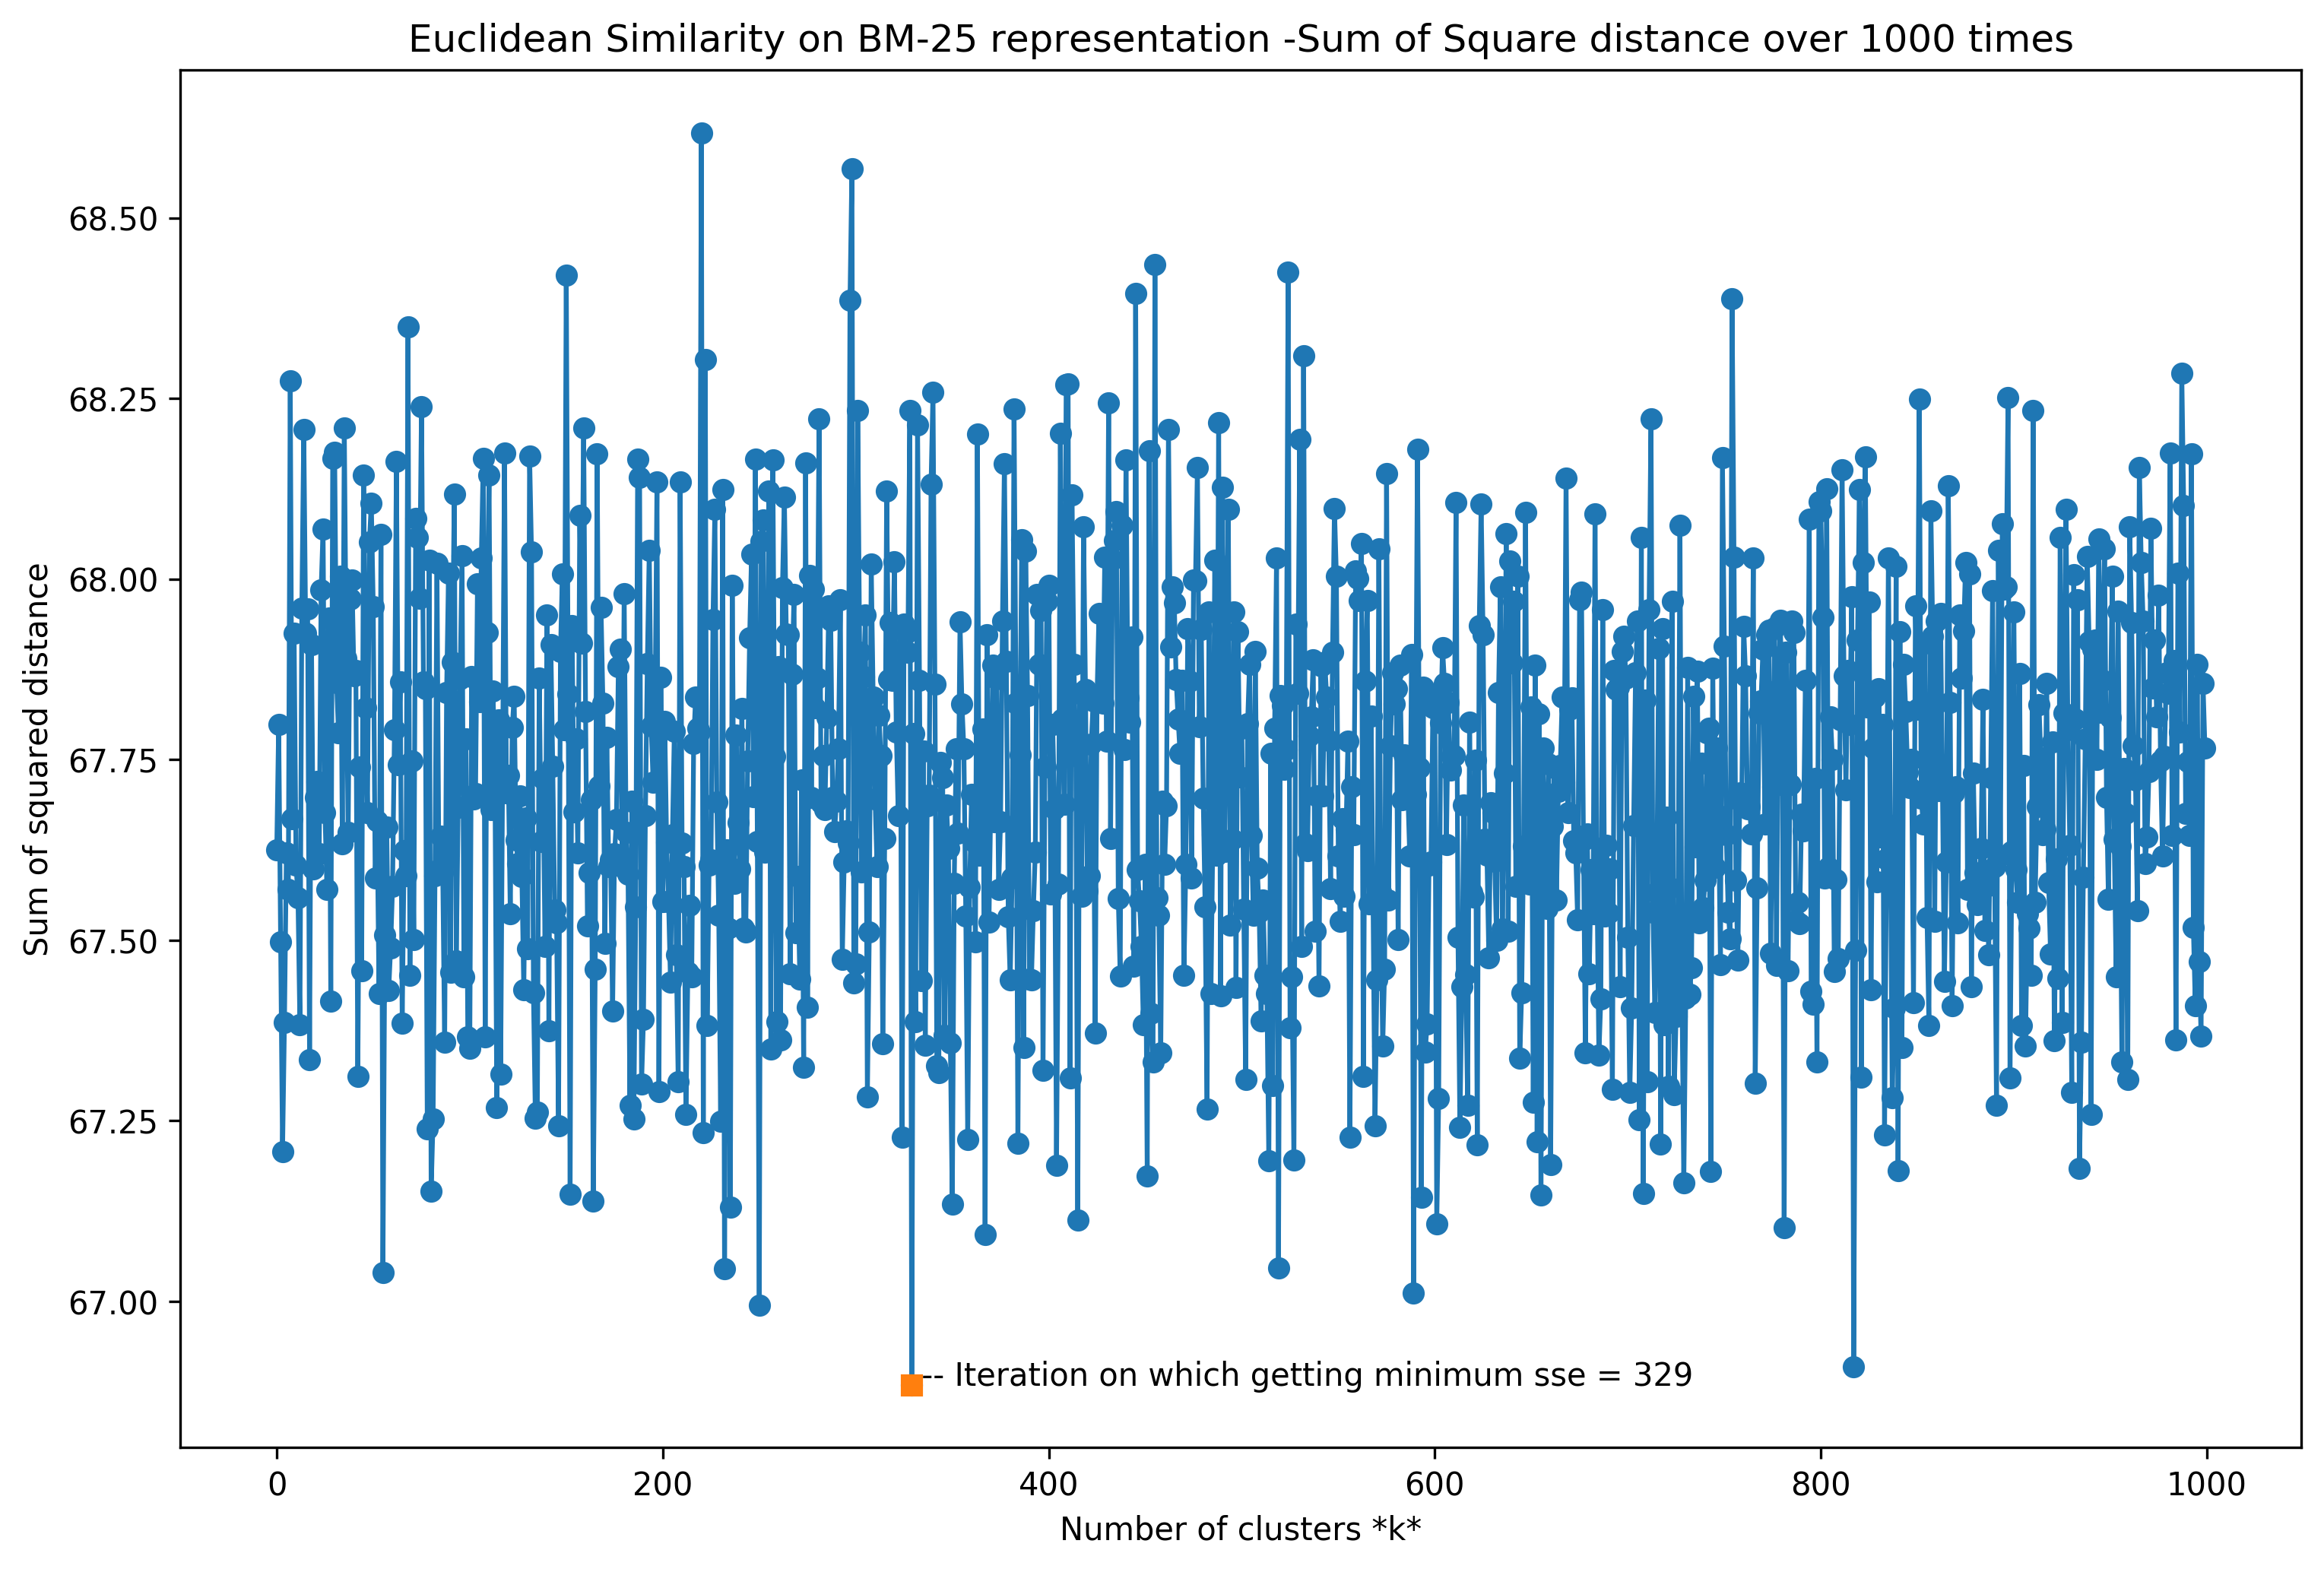 Euclidean Similarity on BM-25 representation -Sum of Square distance over 1000 times
Sum of squared distance
68.50
68.25
68.00
67.75
67.50
67.25
67.00
-- Iteration on which getting minimum sse = 329
0 200 400 600 800 1000
Number of clusters *k*